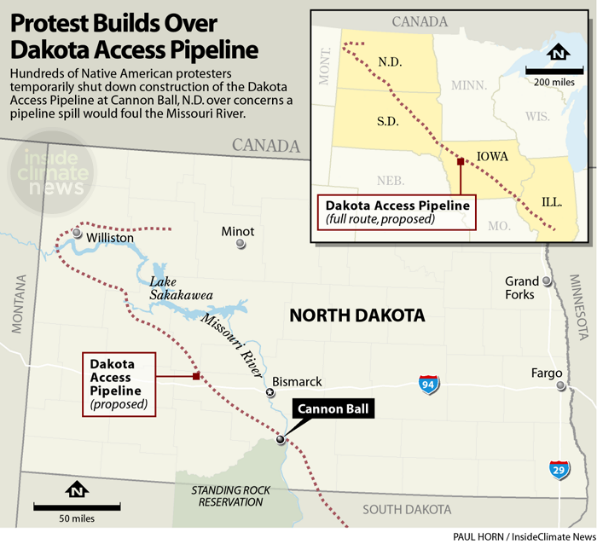 Protest Builds Over
Dakota Access Pipeline
Hundreds of Native American protesters
temporarily shut down construction of the Dakota
Access Pipeline at Cannon Ball, N.D. over concerns a
pipeline spill would foul the Missouri River.
inside
climate
news
CANADA
CANADA
MONT.
N.D.
MINN.
N
200 miles
S.D.
WIS.
IOWA
NEB.
ILL.
MO.
Dakota Access Pipeline
(full route, proposed)
Williston
Minot
Lake
Sakakawea
MONTANA
Missouri River
NORTH DAKOTA
Grand
Forks
MINNESOTA
Dakota
Access
Pipeline
(proposed)
Bismarck
94
Fargo
Cannon Ball
29
STANDING ROCK
RESERVATION
N
50 miles
SOUTH DAKOTA
PAUL HORN / InsideClimate News